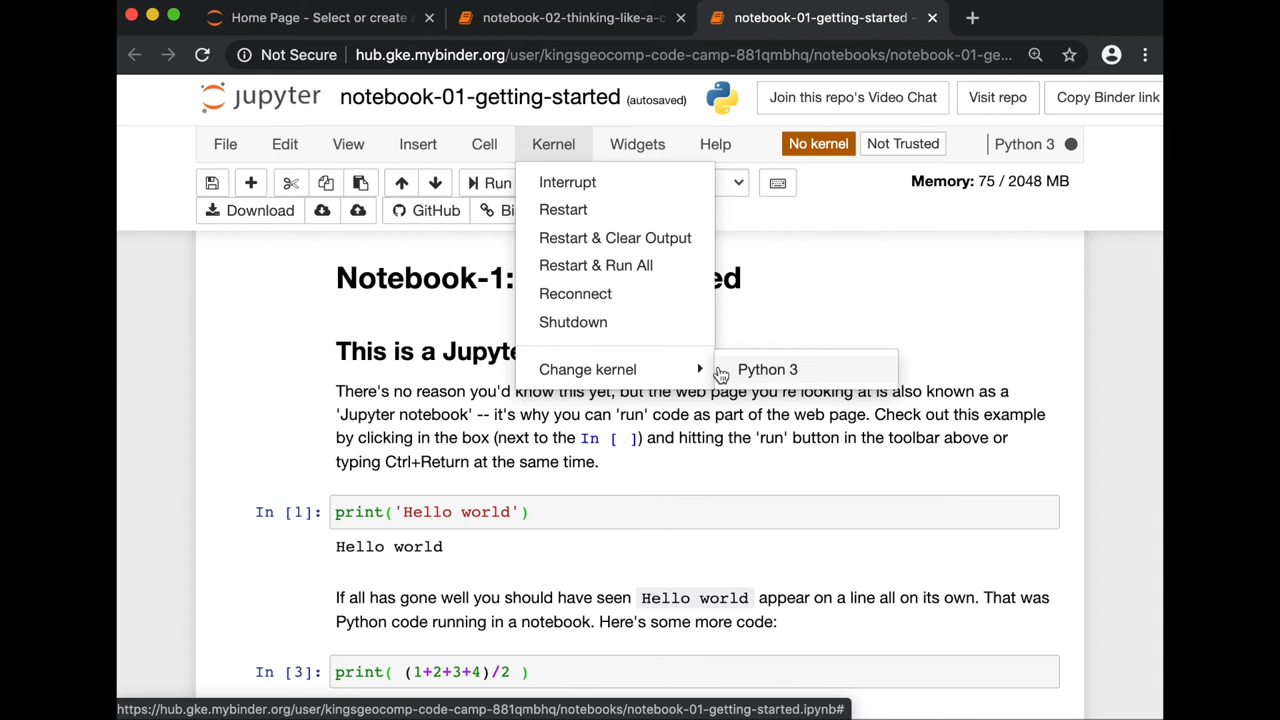 Home Page - Select or create a
notebook-02-thinking-like-a-c
notebook-01-getting-started -
Not Secure
hub.gke.mybinder.org/user/kingsgeocomp-code-camp-881qmbhq/notebooks/notebook-01-ge...
jupyter
notebook-01-getting-started (autosaved)
Join this repo's Video Chat
Visit repo
Copy Binder link
File Edit View Insert Cell Kernel Widgets Help
No kernel
Not Trusted
Python 3
Run
Memory: 75 / 2048 MB
Download
GitHub
Bi
Interrupt
Restart
Restart & Clear Output
Restart & Run All
Reconnect
Shutdown
Change kernel
Python 3
Notebook-1: ed
This is a Jupyte
There's no reason you'd know this yet, but the web page you're looking at is also known as a
'Jupyter notebook' -- it's why you can 'run' code as part of the web page. Check out this example
by clicking in the box (next to the In [ ]) and hitting the 'run' button in the toolbar above or
typing Ctrl+Return at the same time.
In [1]: print('Hello world')
Hello world
If all has gone well you should have seen Hello world appear on a line all on its own. That was
Python code running in a notebook. Here's some more code:
In [3]: print( (1+2+3+4)/2 )
https://hub.gke.mybinder.org/user/kingsgeocomp-code-camp-881qmbhq/notebooks/notebook-01-getting-started.ipynb#